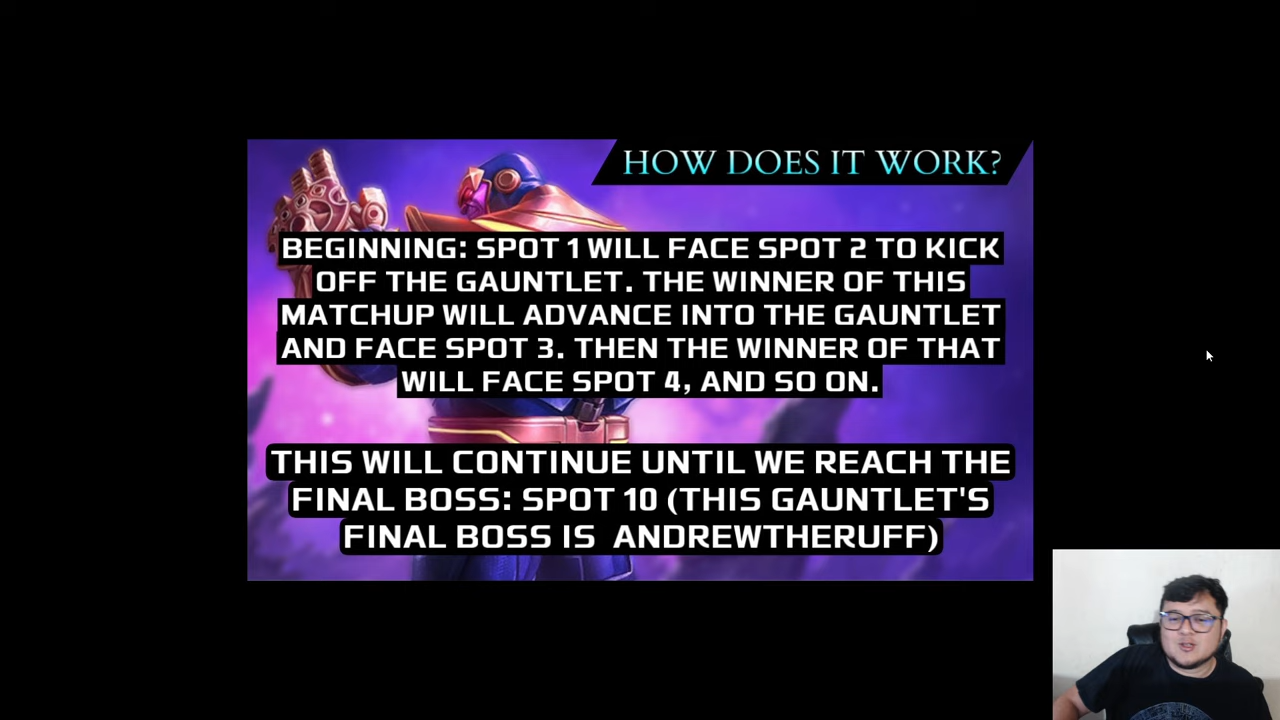 HOW DOES IT WORK?
BEGINNING: SPOT 1 WILL FACE SPOT 2 TO KICK
OFF THE GAUNTLET. THE WINNER OF THIS
MATCHUP WILL ADVANCE INTO THE GAUNTLET
AND FACE SPOT 3. THEN THE WINNER OF THAT
WILL FACE SPOT 4, AND SO ON.
THIS WILL CONTINUE UNTIL WE REACH THE
FINAL BOSS: SPOT 10 (THIS GAUNTLET'S
FINAL BOSS IS ANDREWTHERUFF)